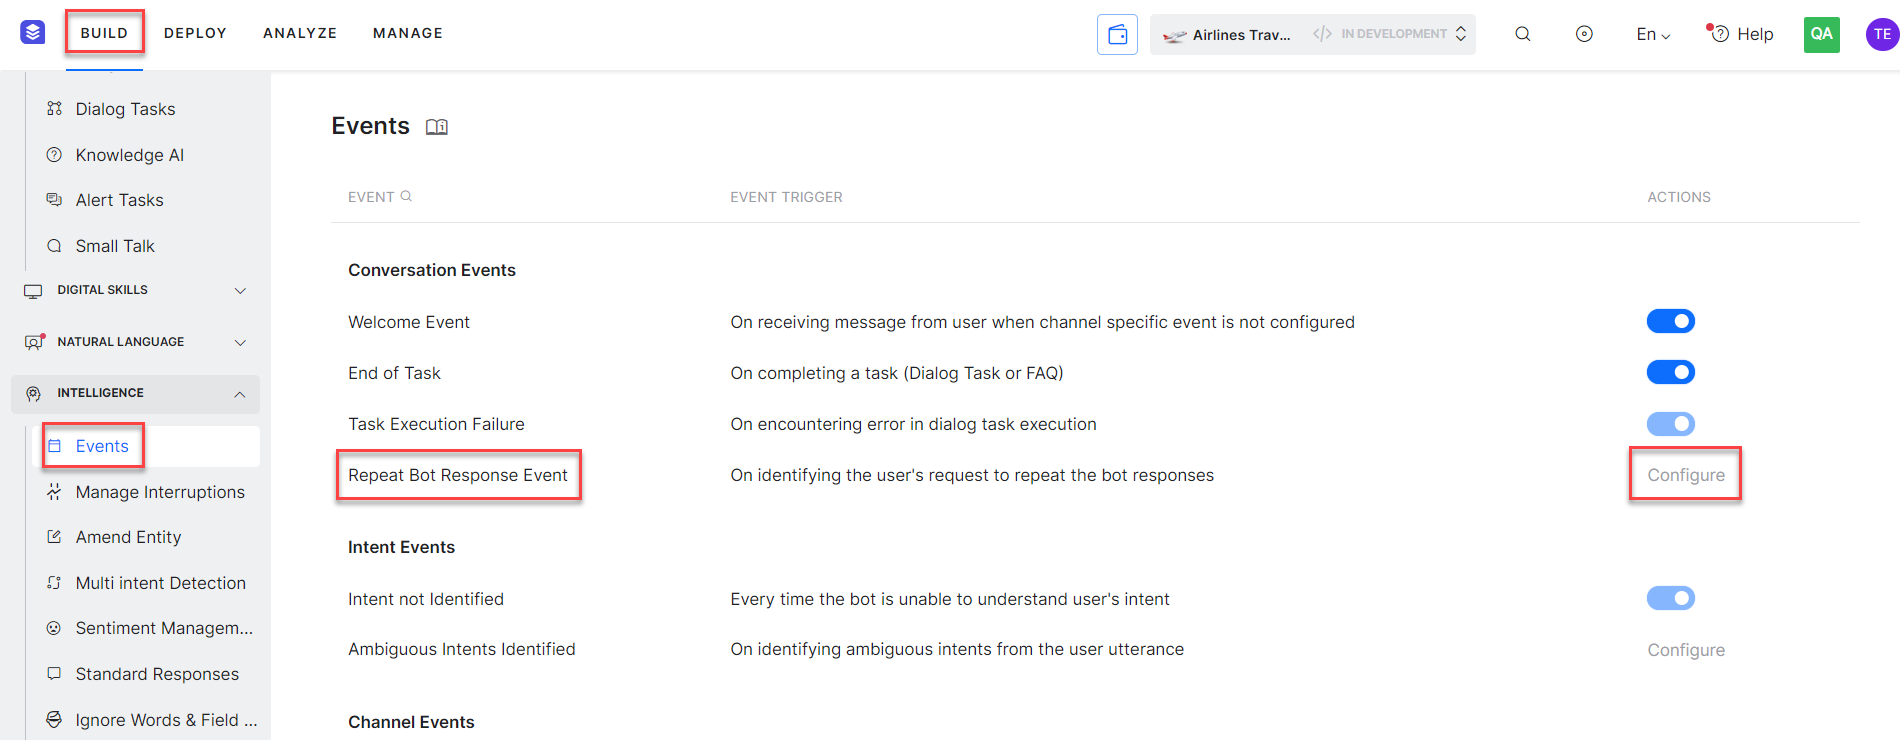 BUILD DEPLOY ANALYZE MANAGE Airlines Trav... </> IN DEVELOPMENT En Help QA TE
Dialog Tasks
Knowledge AI
Alert Tasks
Small Talk
DIGITAL SKILLS
NATURAL LANGUAGE
INTELLIGENCE
Events
Manage Interruptions
Amend Entity
Multi intent Detection
Sentiment Managem...
Standard Responses
Ignore Words & Field ...
Events
EVENT EVENT TRIGGER ACTIONS
Conversation Events
Welcome Event On receiving message from user when channel specific event is not configured
End of Task On completing a task (Dialog Task or FAQ)
Task Execution Failure On encountering error in dialog task execution
Repeat Bot Response Event On identifying the user's request to repeat the bot responses Configure
Intent Events
Intent not Identified Every time the bot is unable to understand user's intent
Ambiguous Intents Identified On identifying ambiguous intents from the user utterance Configure
Channel Events